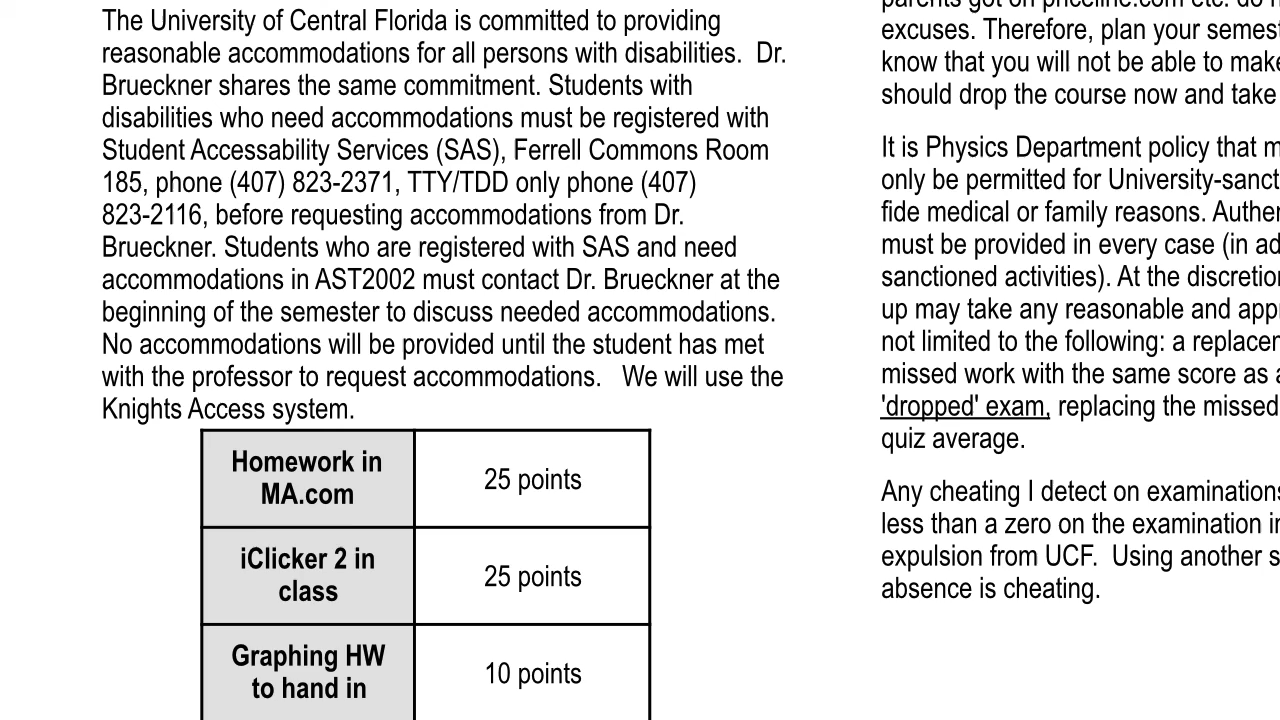 The University of Central Florida is committed to providing
reasonable accommodations for all persons with disabilities.  Dr.
Brueckner shares the same commitment. Students with
disabilities who need accommodations must be registered with
Student Accessability Services (SAS), Ferrell Commons Room
185, phone (407) 823-2371, TTY/TDD only phone (407)
823-2116, before requesting accommodations from Dr.
Brueckner. Students who are registered with SAS and need
accommodations in AST2002 must contact Dr. Brueckner at the
beginning of the semester to discuss needed accommodations.
No accommodations will be provided until the student has met
with the professor to request accommodations.   We will use the
Knights Access system.
Homework in
MA.com
25 points
iClicker 2 in
class
25 points
Graphing HW
to hand in
10 points
parents got on priceline.com etc. do
excuses. Therefore, plan your
know that you will not be able to make
should drop the course now and take
It is Physics Department policy that
only be permitted for
fide medical or family reasons.
must be provided in every case (in
sanctioned activities). At the
up may take any reasonable and
not limited to the following: a
missed work with the same score as
'dropped' exam, replacing the missed
quiz average.
Any cheating I detect on examinations
less than a zero on the examination
expulsion from UCF.  Using another
absence is cheating.